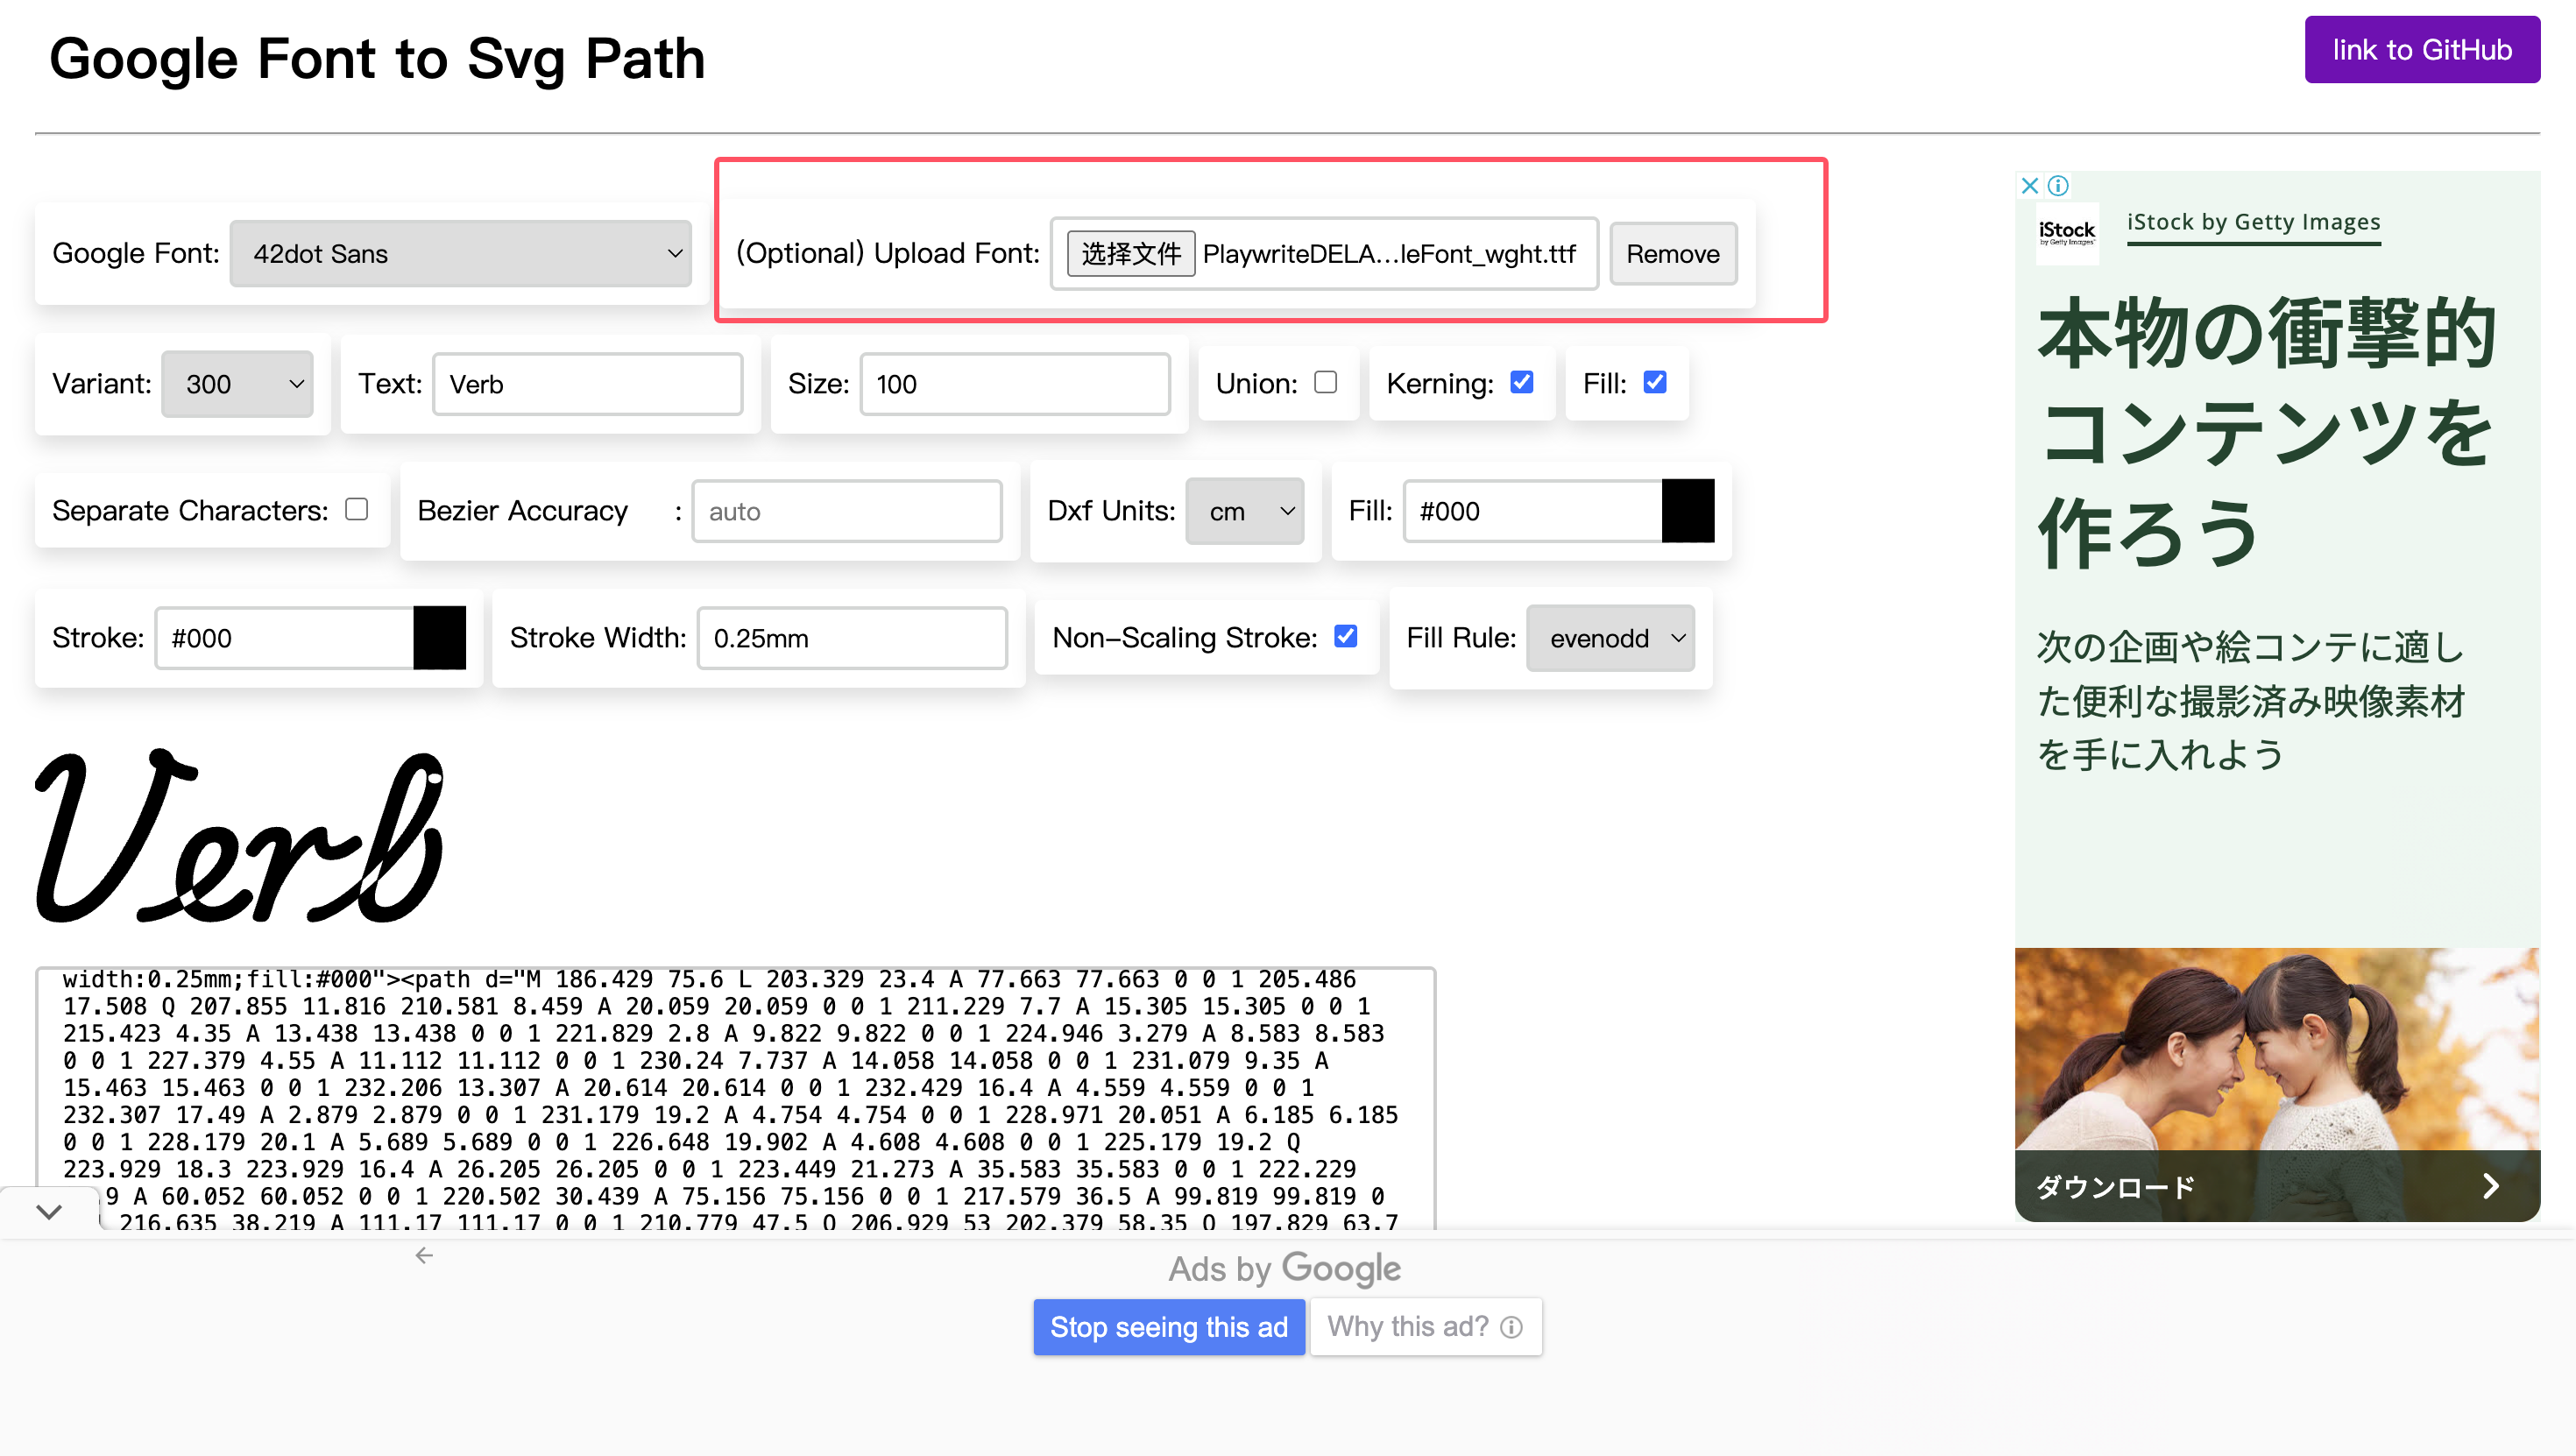 Google Font to Svg Path
link to GitHub
Google Font: 42dot Sans
(Optional) Upload Font: 选择文件 PlaywriteDELA...leFont_wght.ttf Remove
Variant: 300 Text: Verb Size: 100 Union: Kerning: Fill:
Separate Characters: Bezier Accuracy : auto Dxf Units: cm Fill: #000
Stroke: #000 Stroke Width: 0.25mm Non-Scaling Stroke: Fill Rule: evenodd
Verb
width:0.25mm;fill:#000"><path d="M 186.429 75.6 L 203.329 23.4 A 77.663 77.663 0 0 1 205.486
17.508 Q 207.855 11.816 210.581 8.459 A 20.059 20.059 0 0 1 211.229 7.7 A 15.305 15.305 0 0 1
215.423 4.35 A 13.438 13.438 0 0 1 221.829 2.8 A 9.822 9.822 0 0 1 224.946 3.279 A 8.583 8.583
0 0 1 227.379 4.55 A 11.112 11.112 0 0 1 230.24 7.737 A 14.058 14.058 0 0 1 231.079 9.35 A
15.463 15.463 0 0 1 232.206 13.307 A 20.614 20.614 0 0 1 232.429 16.4 A 4.559 4.559 0 0 1
232.307 17.49 A 2.879 2.879 0 0 1 231.179 19.2 A 4.754 4.754 0 0 1 228.971 20.051 A 6.185 6.185
0 0 1 228.179 20.1 A 5.689 5.689 0 0 1 226.648 19.902 A 4.608 4.608 0 0 1 225.179 19.2 Q
223.929 18.3 223.929 16.4 A 26.205 26.205 0 0 1 223.449 21.273 A 35.583 35.583 0 0 1 222.229
9 A 60.052 60.052 0 0 1 220.502 30.439 A 75.156 75.156 0 0 1 217.579 36.5 A 99.819 99.819 0
216.635 38.219 A 111.17 111.17 0 0 1 210.779 47.5 Q 206.929 53 202.379 58.35 Q 197.829 63.7
iStock
by Getty Images
iStock by Getty Images
本物の衝撃的
コンテンツを
作ろう
次の企画や絵コンテに適し
た便利な撮影済み映像素材
を手に入れよう
ダウンロード
Ads by Google
Stop seeing this ad
Why this ad?